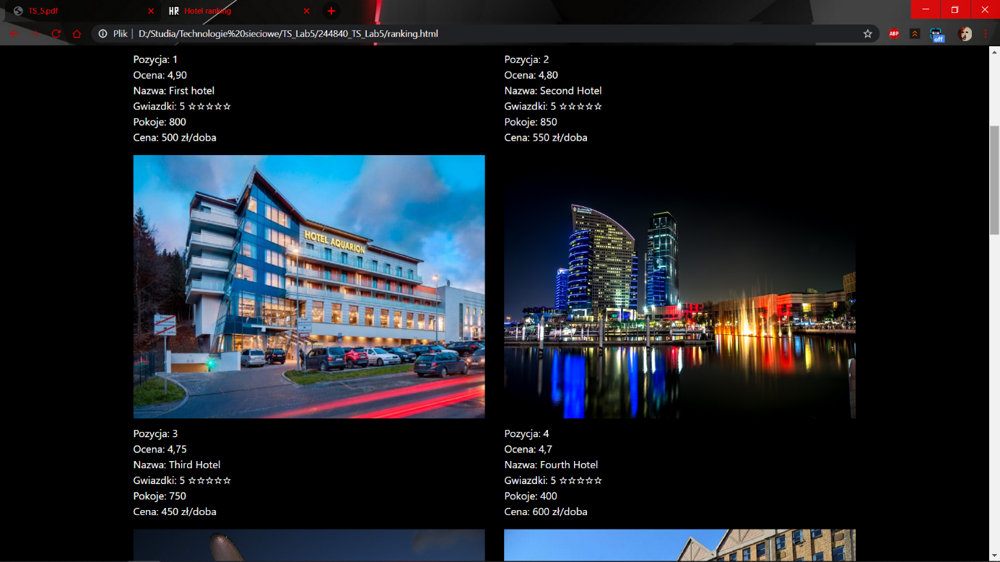 TS_5.pdf
HR Hotel ranking
Plik | D:/Studia/Technologie%20sieciowe/TS_Lab5/244840_TS_Lab5/ranking.html
ABP
off
Pozycja: 1
Ocena: 4,90
Nazwa: First hotel
Gwiazdki: 5 ☆☆☆☆☆
Pokoje: 800
Cena: 500 zł/doba
Pozycja: 2
Ocena: 4,80
Nazwa: Second Hotel
Gwiazdki: 5 ☆☆☆☆☆
Pokoje: 850
Cena: 550 zł/doba
HOTEL AQUARION
Pozycja: 3
Ocena: 4,75
Nazwa: Third Hotel
Gwiazdki: 5 ☆☆☆☆☆
Pokoje: 750
Cena: 450 zł/doba
Pozycja: 4
Ocena: 4,7
Nazwa: Fourth Hotel
Gwiazdki: 5 ☆☆☆☆☆
Pokoje: 400
Cena: 600 zł/doba